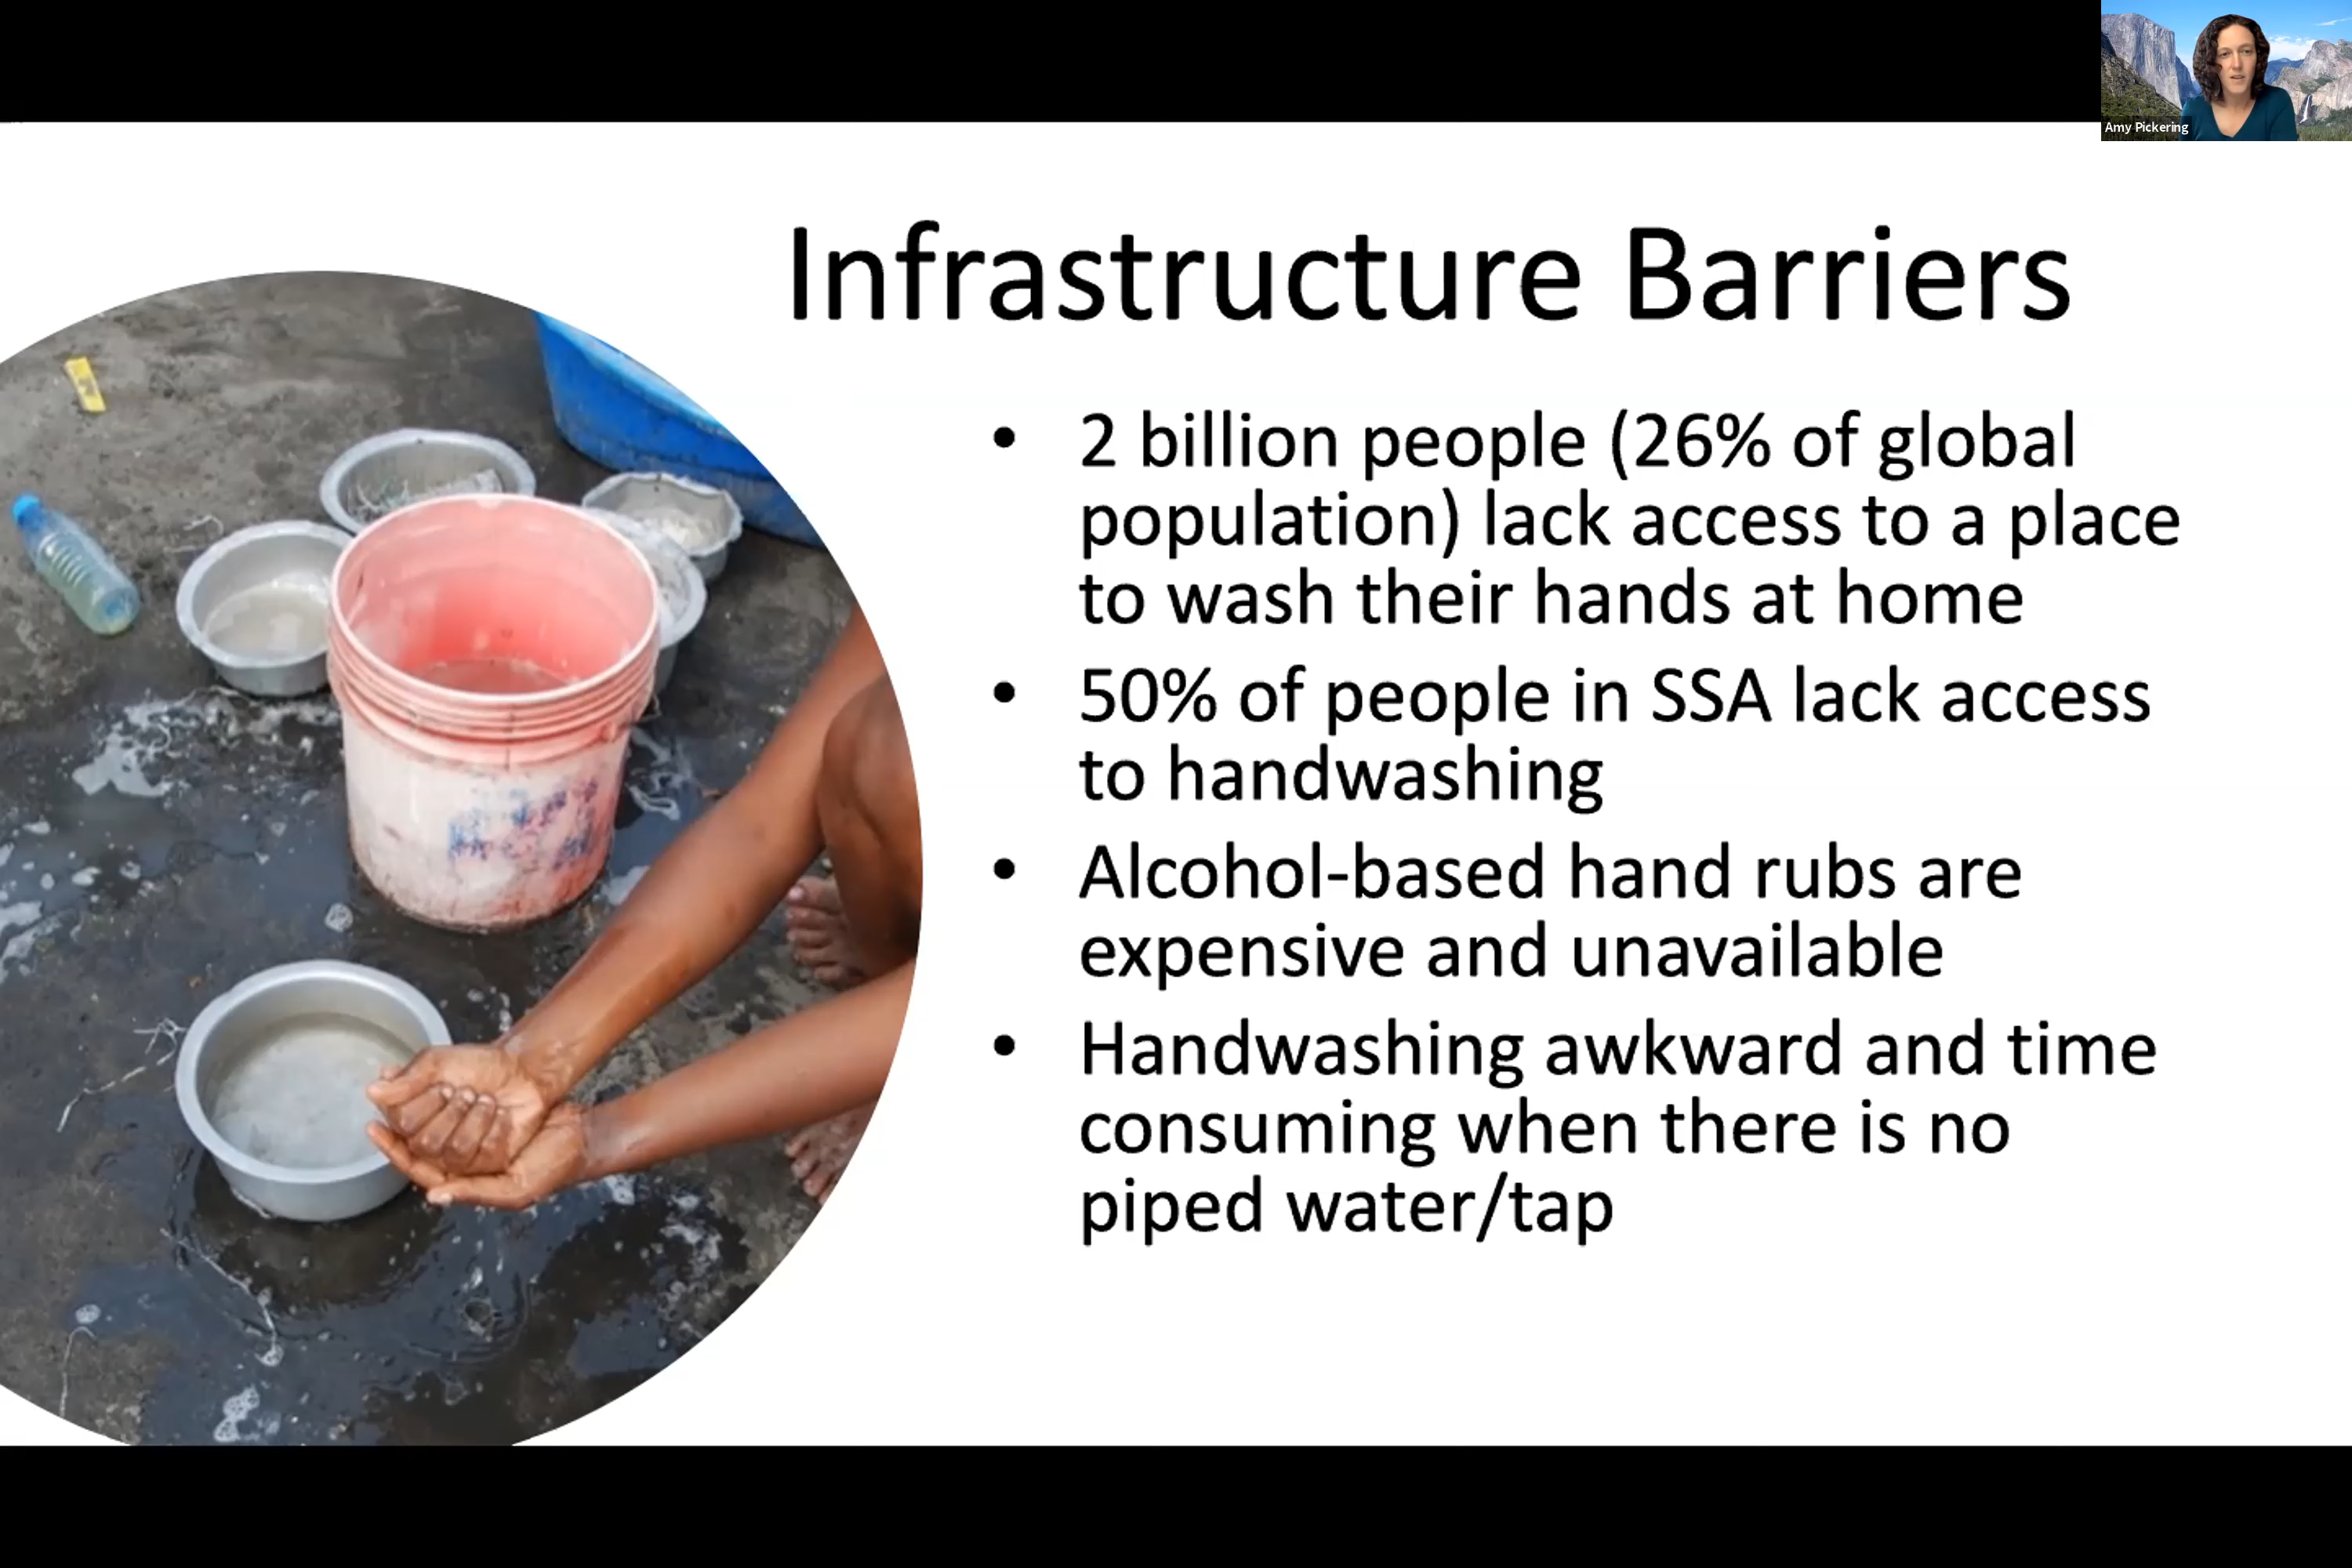 Amy Pickering
Infrastructure Barriers
• 2 billion people (26% of global
population) lack access to a place
to wash their hands at home
• 50% of people in SSA lack access
to handwashing
• Alcohol-based hand rubs are
expensive and unavailable
• Handwashing awkward and time
consuming when there is no
piped water/tap